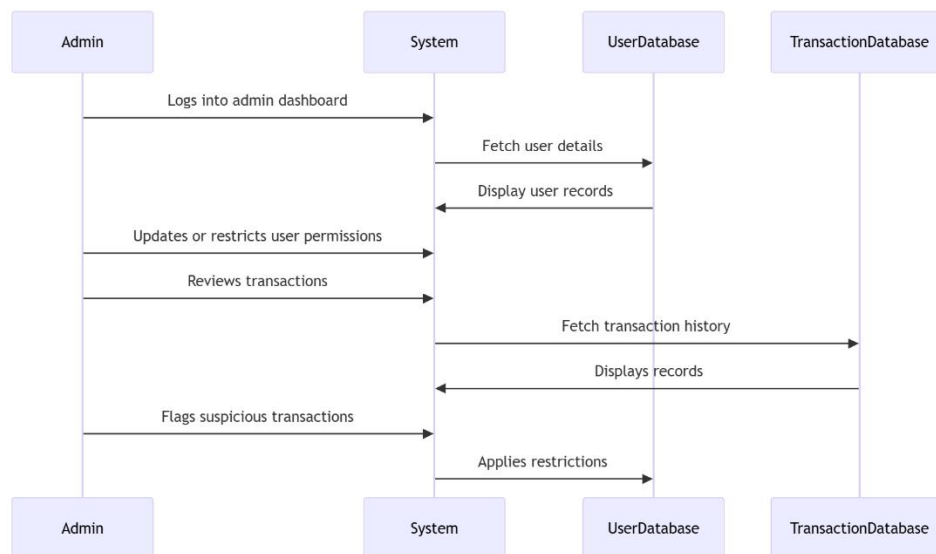 Admin
System
UserDatabase
TransactionDatabase
Logs into admin dashboard
Fetch user details
Display user records
Updates or restricts user permissions
Reviews transactions
Fetch transaction history
Displays records
Flags suspicious transactions
Applies restrictions
Admin
System
UserDatabase
TransactionDatabase